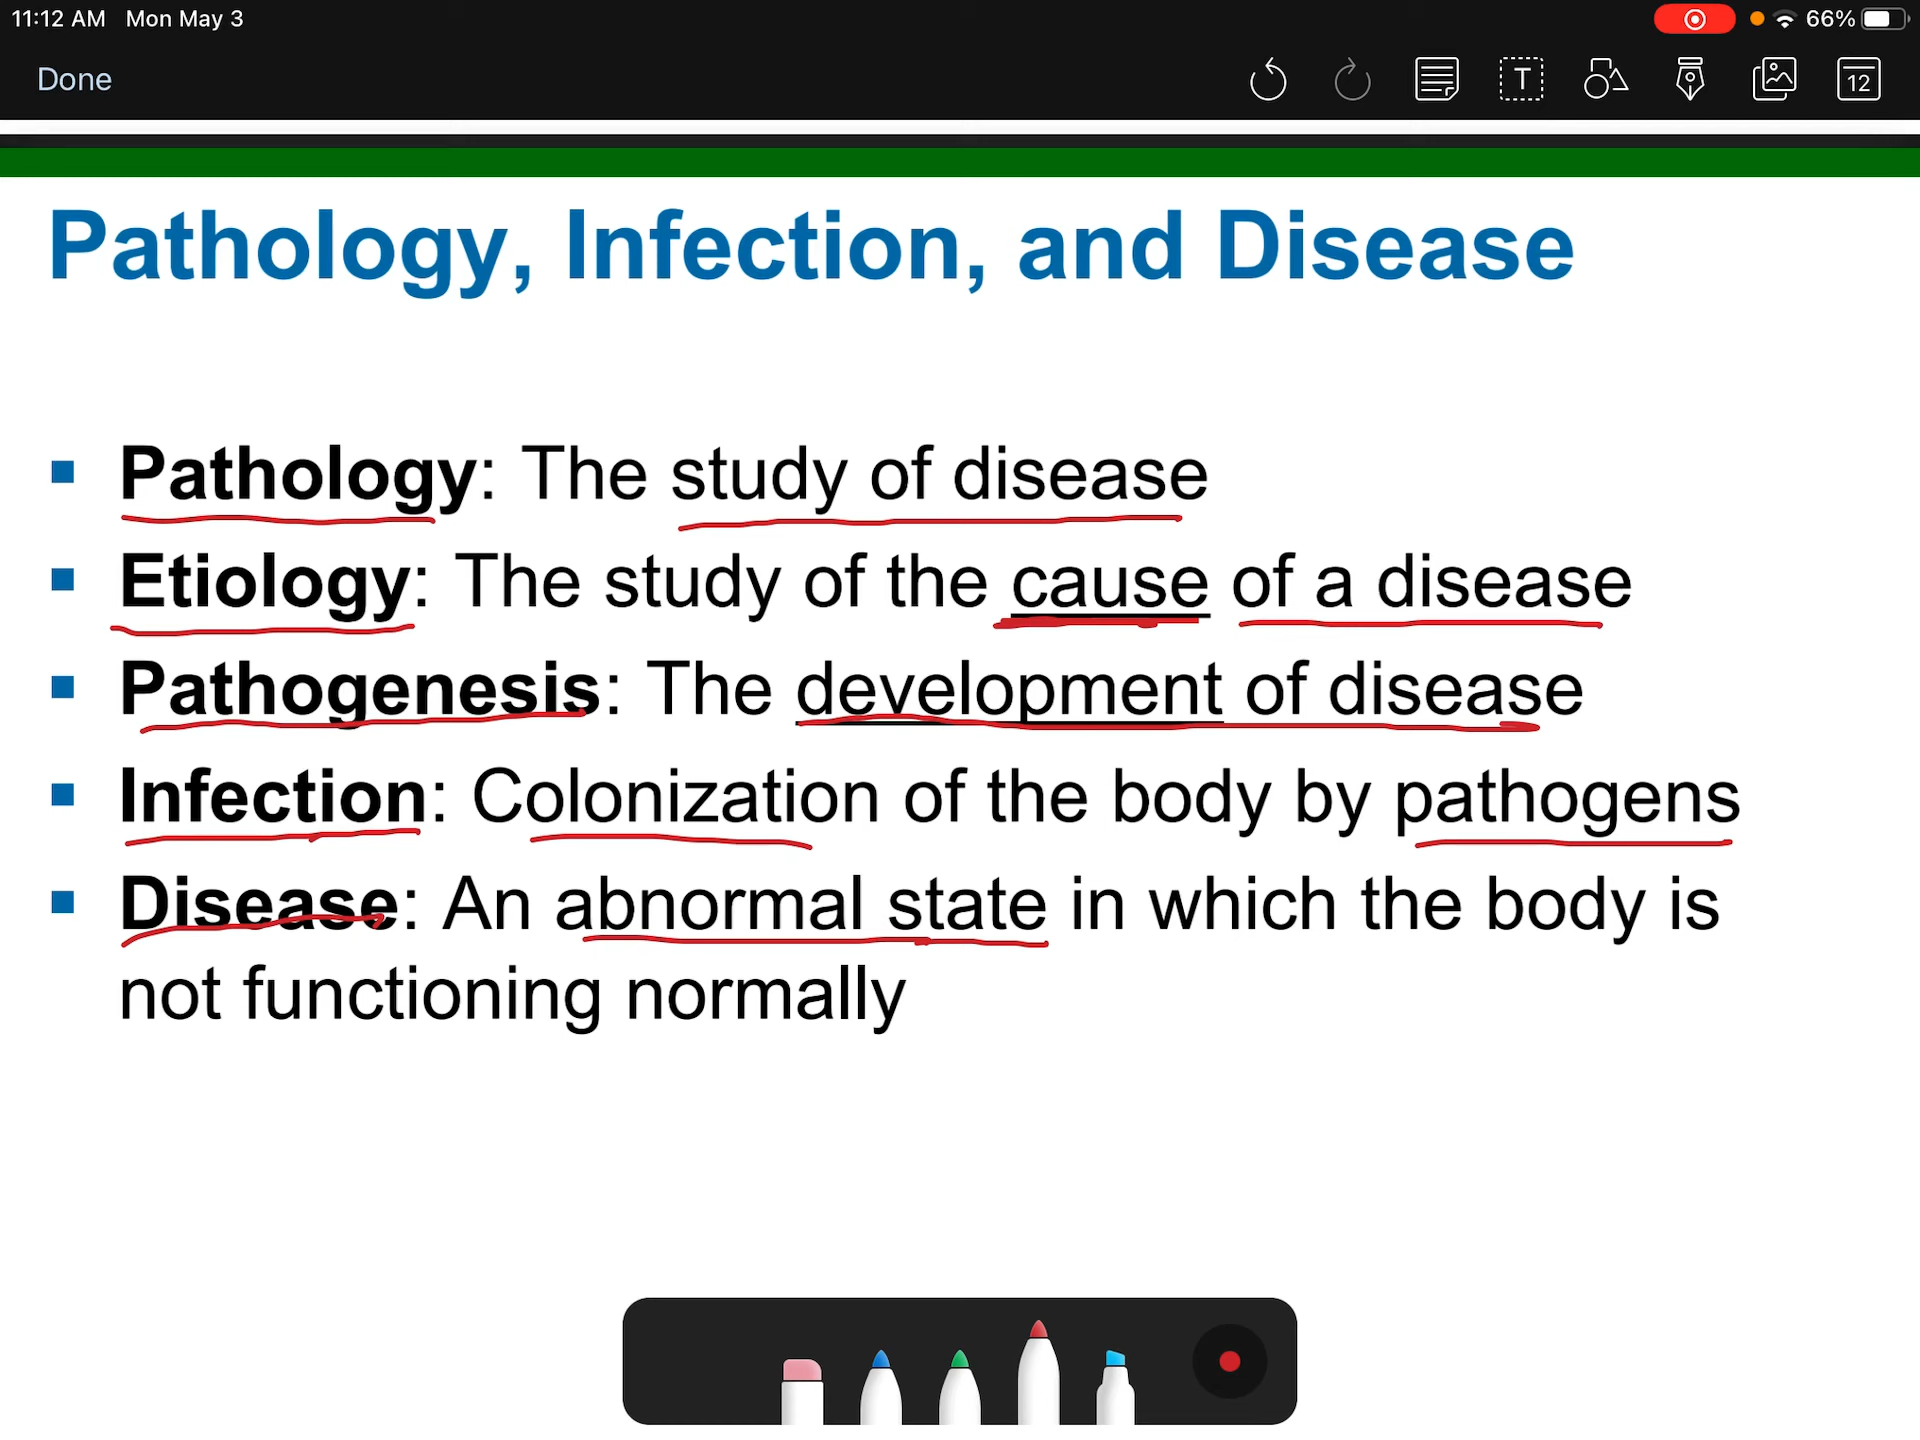 11:12 AM Mon May 3 66%
Done T 12
Pathology, Infection, and Disease
▪ Pathology: The study of disease
▪ Etiology: The study of the cause of a disease
▪ Pathogenesis: The development of disease
▪ Infection: Colonization of the body by pathogens
▪ Disease: An abnormal state in which the body is
not functioning normally